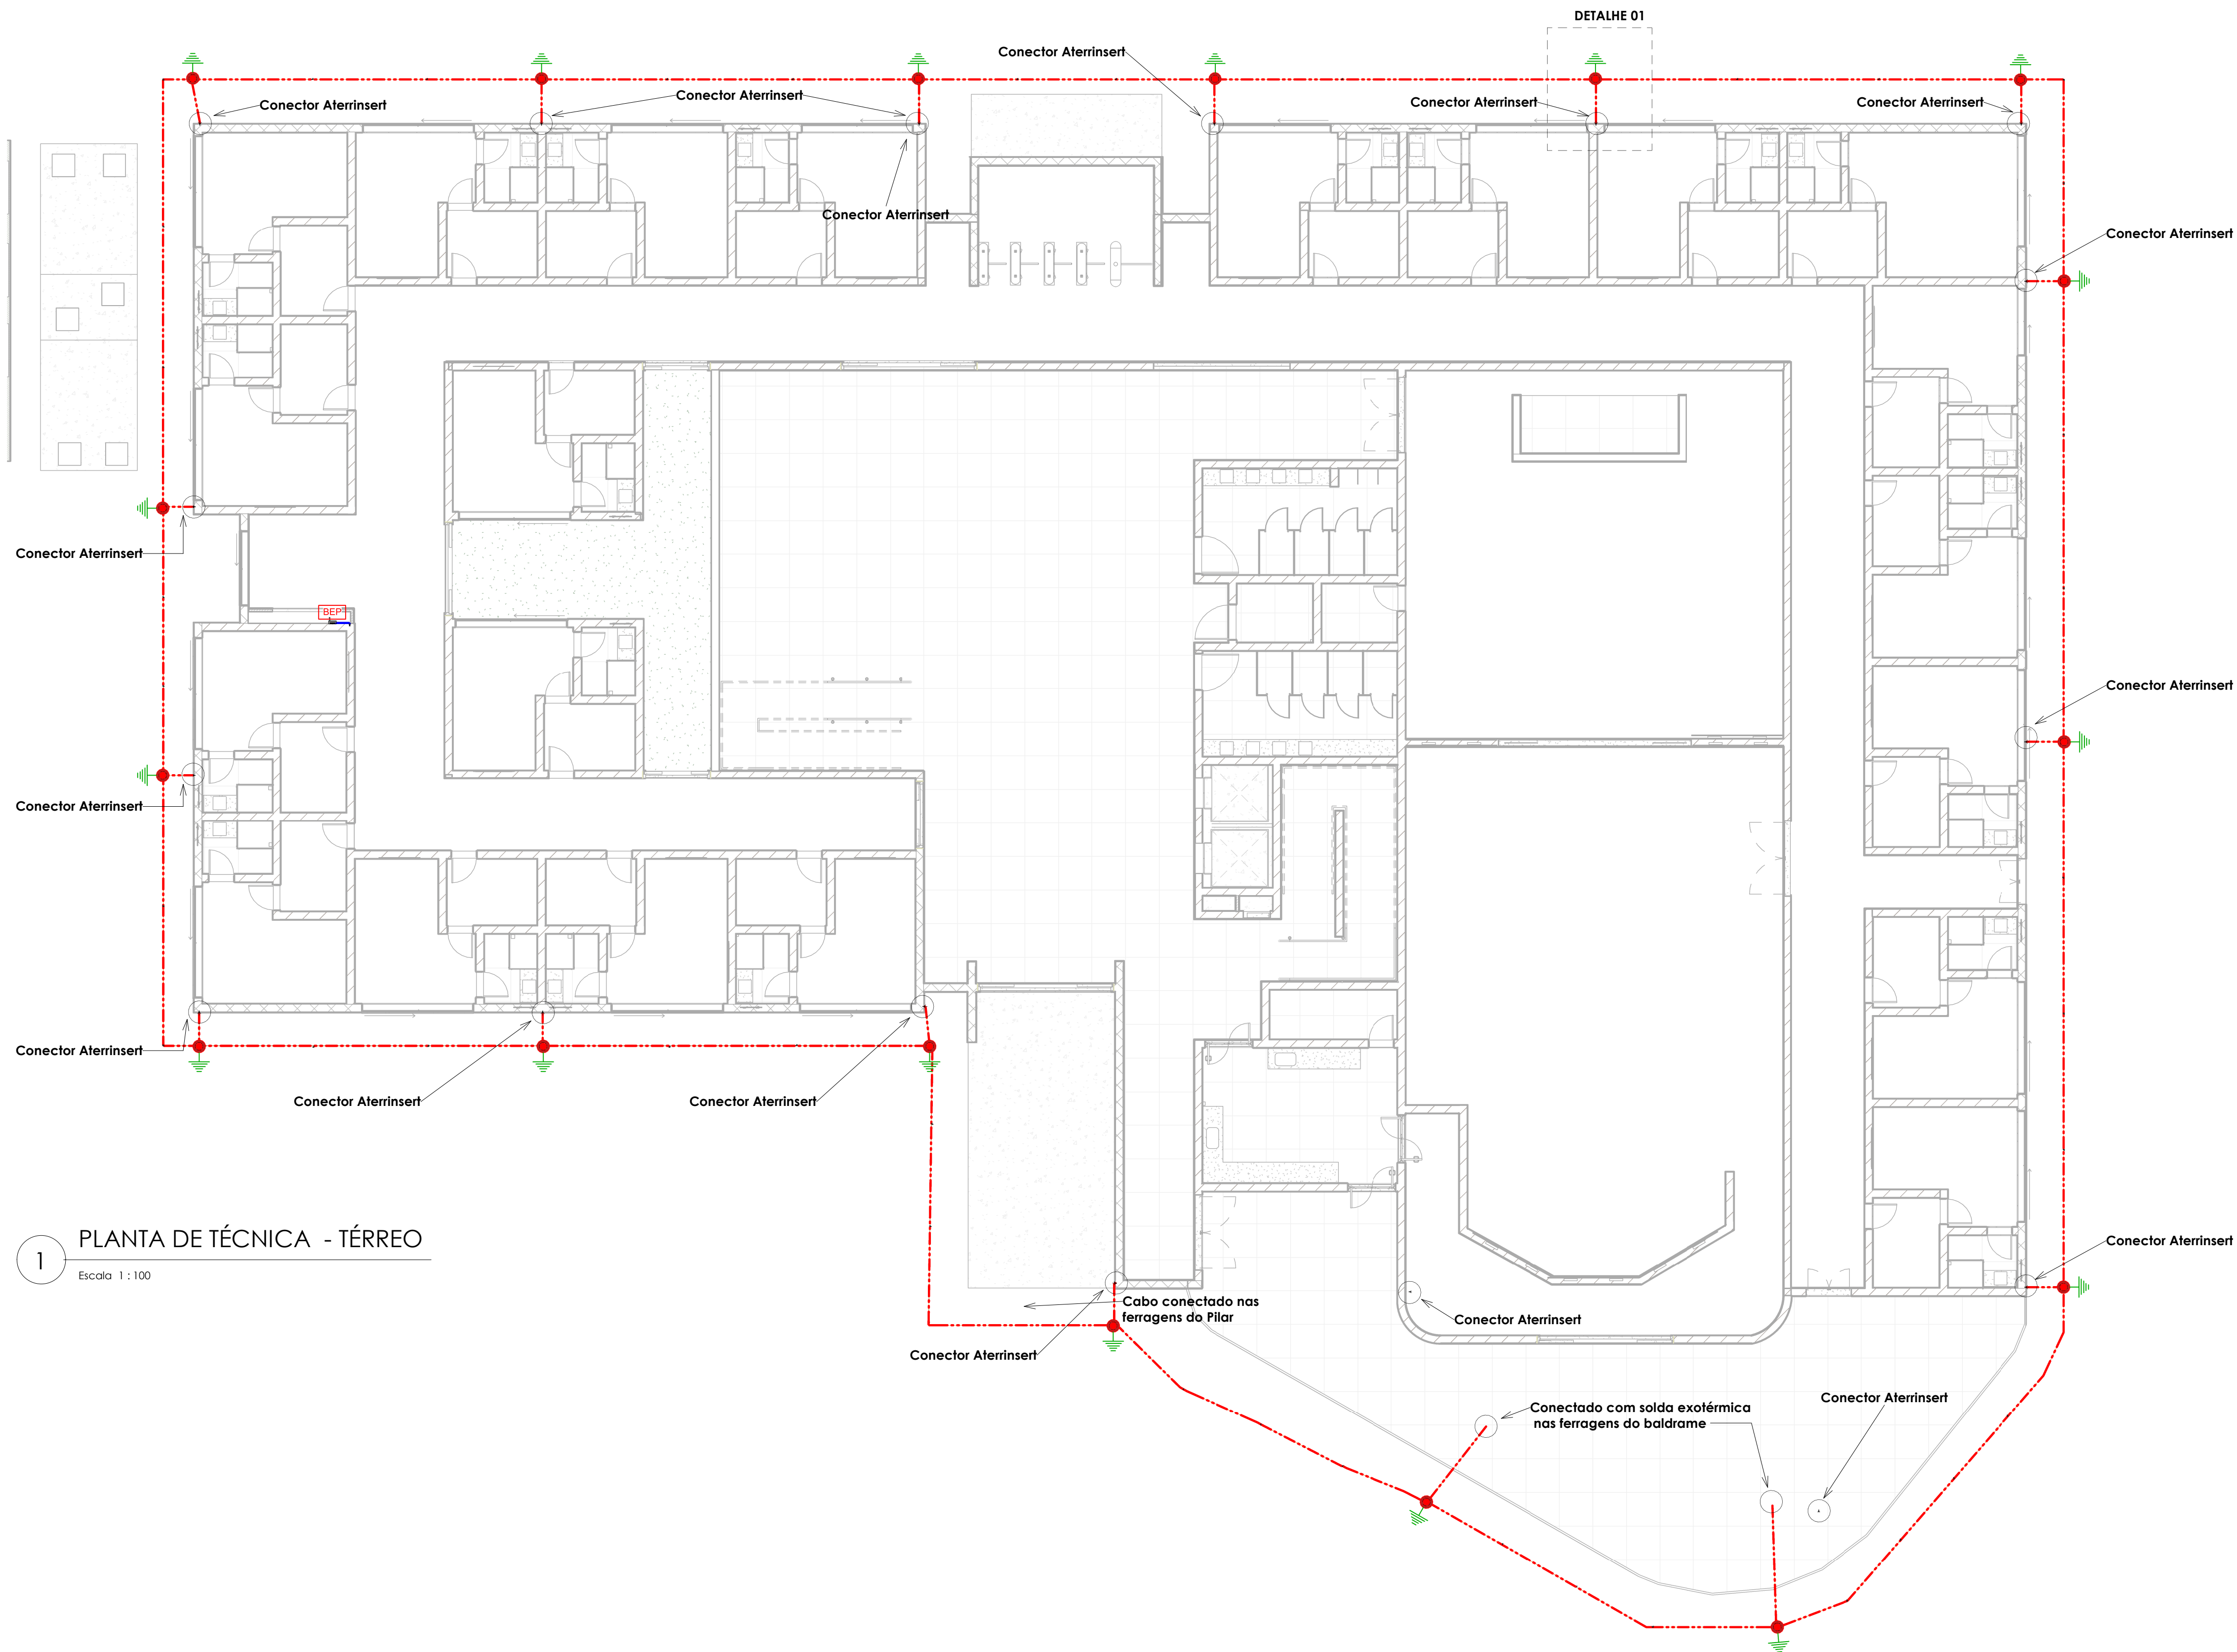 DETALHE 01
Conector Aterrinsert
Conector Aterrinsert
Conector Aterrinsert
Conector Aterrinsert
Conector Aterrinsert
Conector Aterrinsert
Conector Aterrinsert
Conector Aterrinsert
BEP
Conector Aterrinsert
Conector Aterrinsert
Conector Aterrinsert
Conector Aterrinsert
Conector Aterrinsert
1
PLANTA DE TÉCNICA - TÉRREO
Escala 1 : 100
Conector Aterrinsert
Cabo conectado nas
ferragens do Pilar
Conector Aterrinsert
Conector Aterrinsert
Conector Aterrinsert
Conectado com solda exotérmica
nas ferragens do baldrame